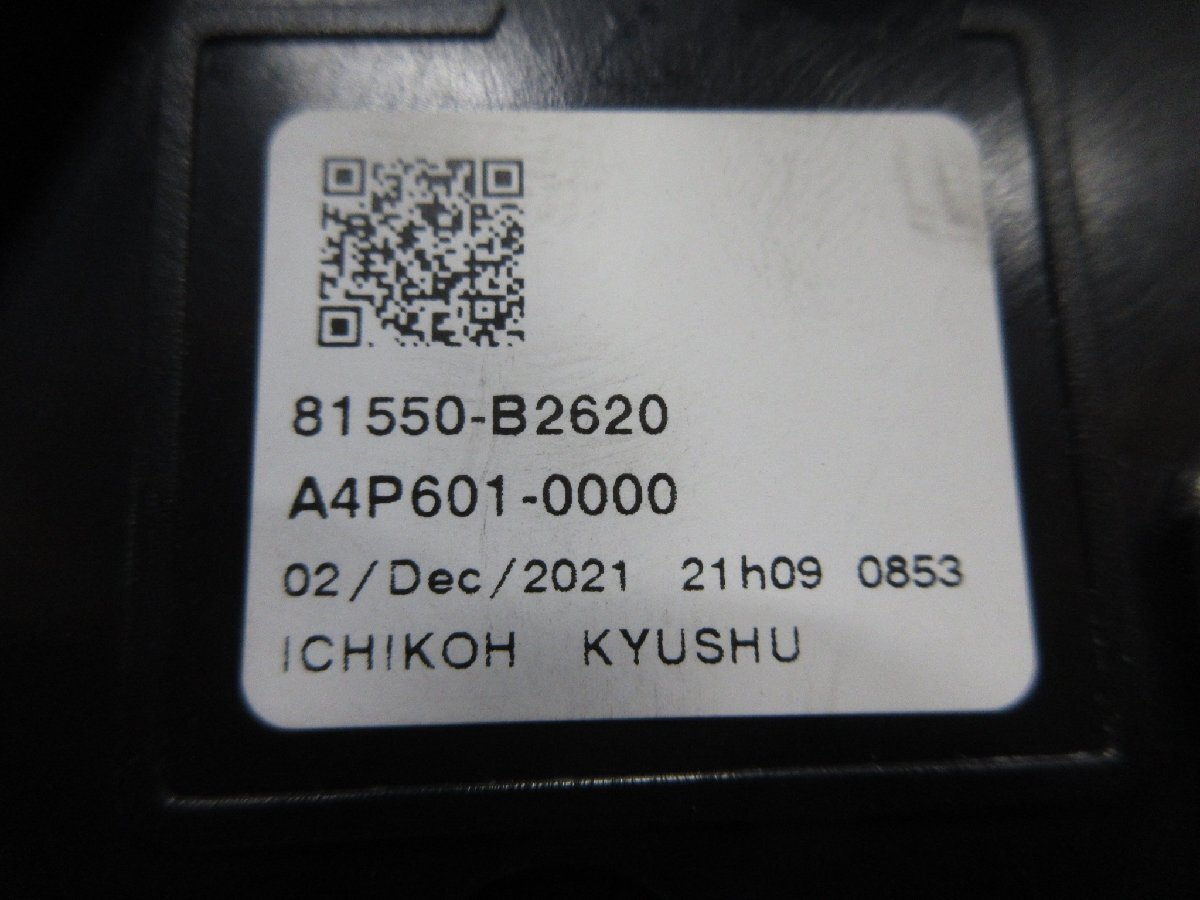 81550-B2620
A4P601-0000
02/Dec/2021 21h09 0853
ICHIKOH KYUSHU